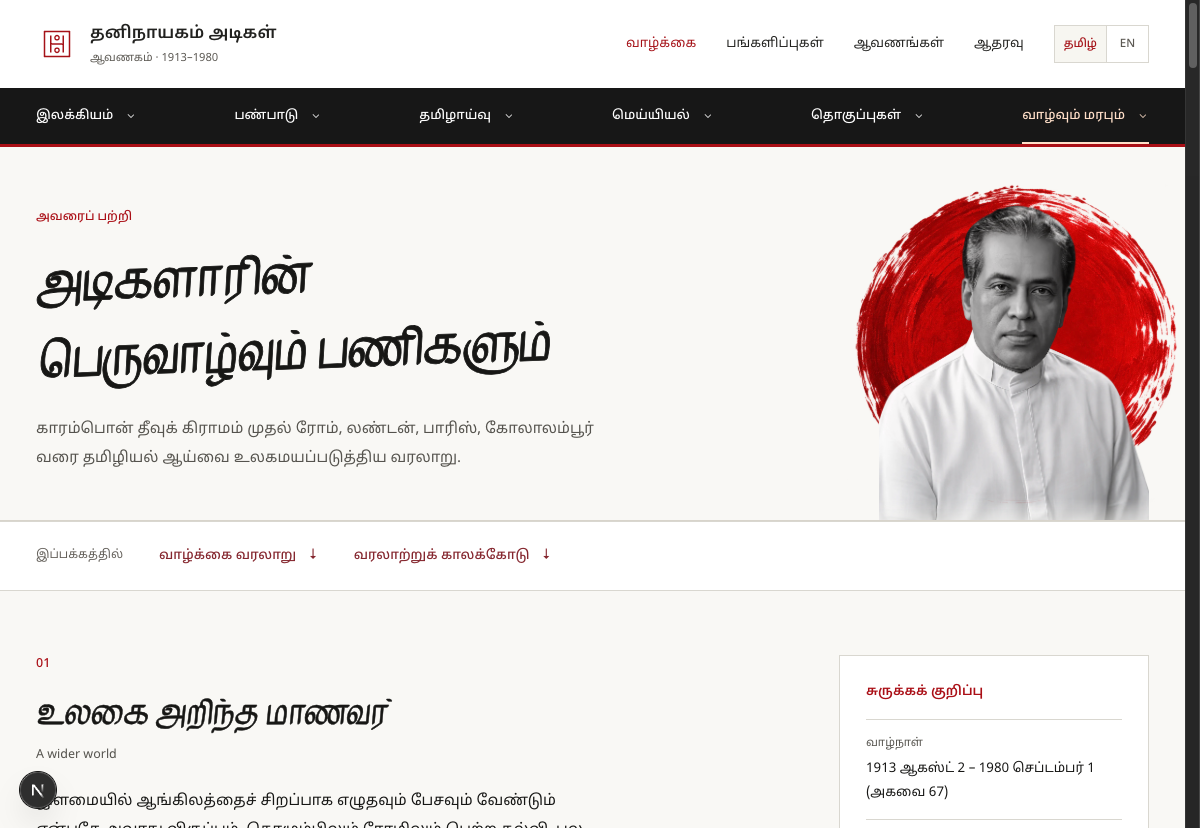 தனிநாயகம் அடிகள்
ஆவணகம் · 1913–1980
வாழ்க்கை பங்களிப்புகள் ஆவணங்கள் ஆதரவு தமிழ் EN
இலக்கியம் பண்பாடு தமிழாய்வு மெய்யியல் தொகுப்புகள் வாழ்வும் மரபும்
அவரைப் பற்றி
அடிகளாரின்
பெருவாழ்வும் பணிகளும்
காரம்பொன் தீவுக் கிராமம் முதல் ரோம், லண்டன், பாரிஸ், கோலாலம்பூர்
வரை தமிழியல் ஆய்வை உலகமயப்படுத்திய வரலாறு.
இப்பக்கத்தில் வாழ்க்கை வரலாறு ↓ வரலாற்றுக் காலக்கோடு ↓
01
உலகை அறிந்த மாணவர்
A wider world
இளமையில் ஆங்கிலத்தைச் சிறப்பாக எழுதவும் பேசவும் வேண்டும்
சுருக்கக் குறிப்பு
வாழ்நாள்
1913 ஆகஸ்ட் 2 – 1980 செப்டம்பர் 1
(அகவை 67)
N